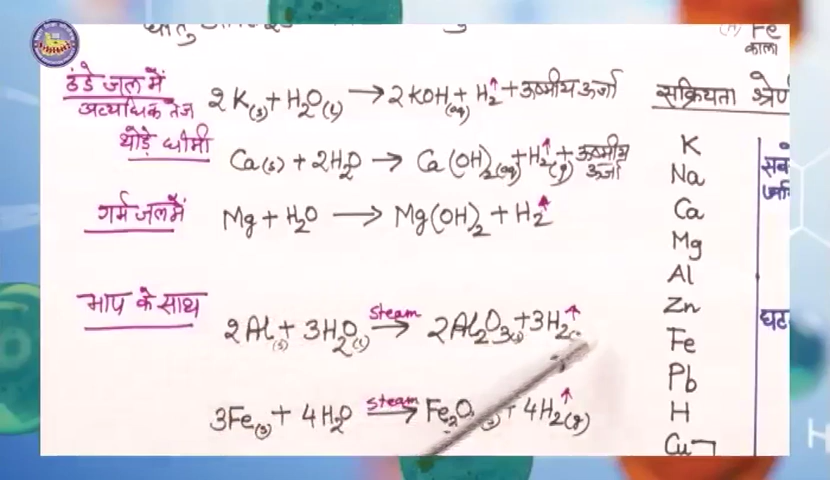 (H) Fe
काला
ठंडे जल में
अत्यधिक तेज
2K(s) + H₂O(l) → 2KOH(aq) + H₂↑ + ऊष्मीय ऊर्जा
थोड़े धीमी
Ca(s) + 2H₂O → Ca(OH)₂(aq) + H₂↑(g) + ऊष्मीय ऊर्जा
गर्म जल में
Mg + H₂O → Mg(OH)₂ + H₂↑
भाप के साथ
2Al(s) + 3H₂O(l) steam→ 2Al₂O₃(s) + 3H₂↑
3Fe(s) + 4H₂O steam→ Fe₃O + 4H₂↑(g)
सक्रियता
K
Na
Ca
Mg
Al
Zn
Fe
Pb
H
Cu